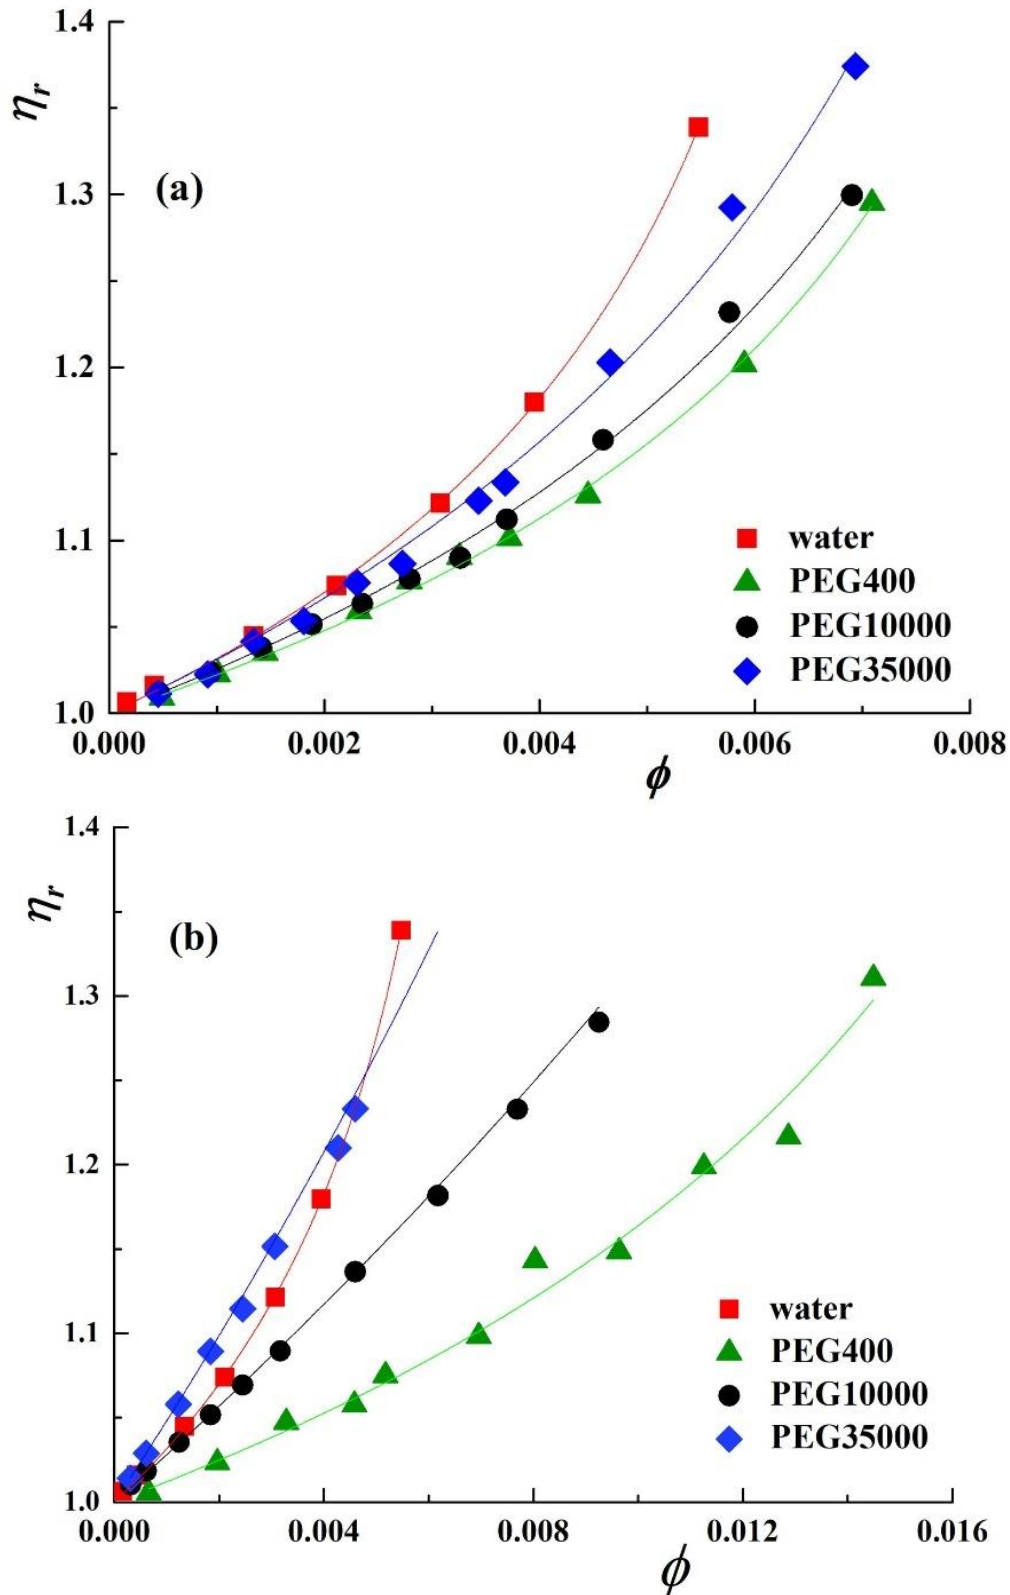 1.4
ηr
(a)
1.3
1.2
1.1
1.0
water
PEG400
PEG10000
PEG35000
0.000 0.002 0.004 0.006 0.008
ϕ
1.4
ηr
(b)
1.3
1.2
1.1
1.0
water
PEG400
PEG10000
PEG35000
0.000 0.004 0.008 0.012 0.016
ϕ